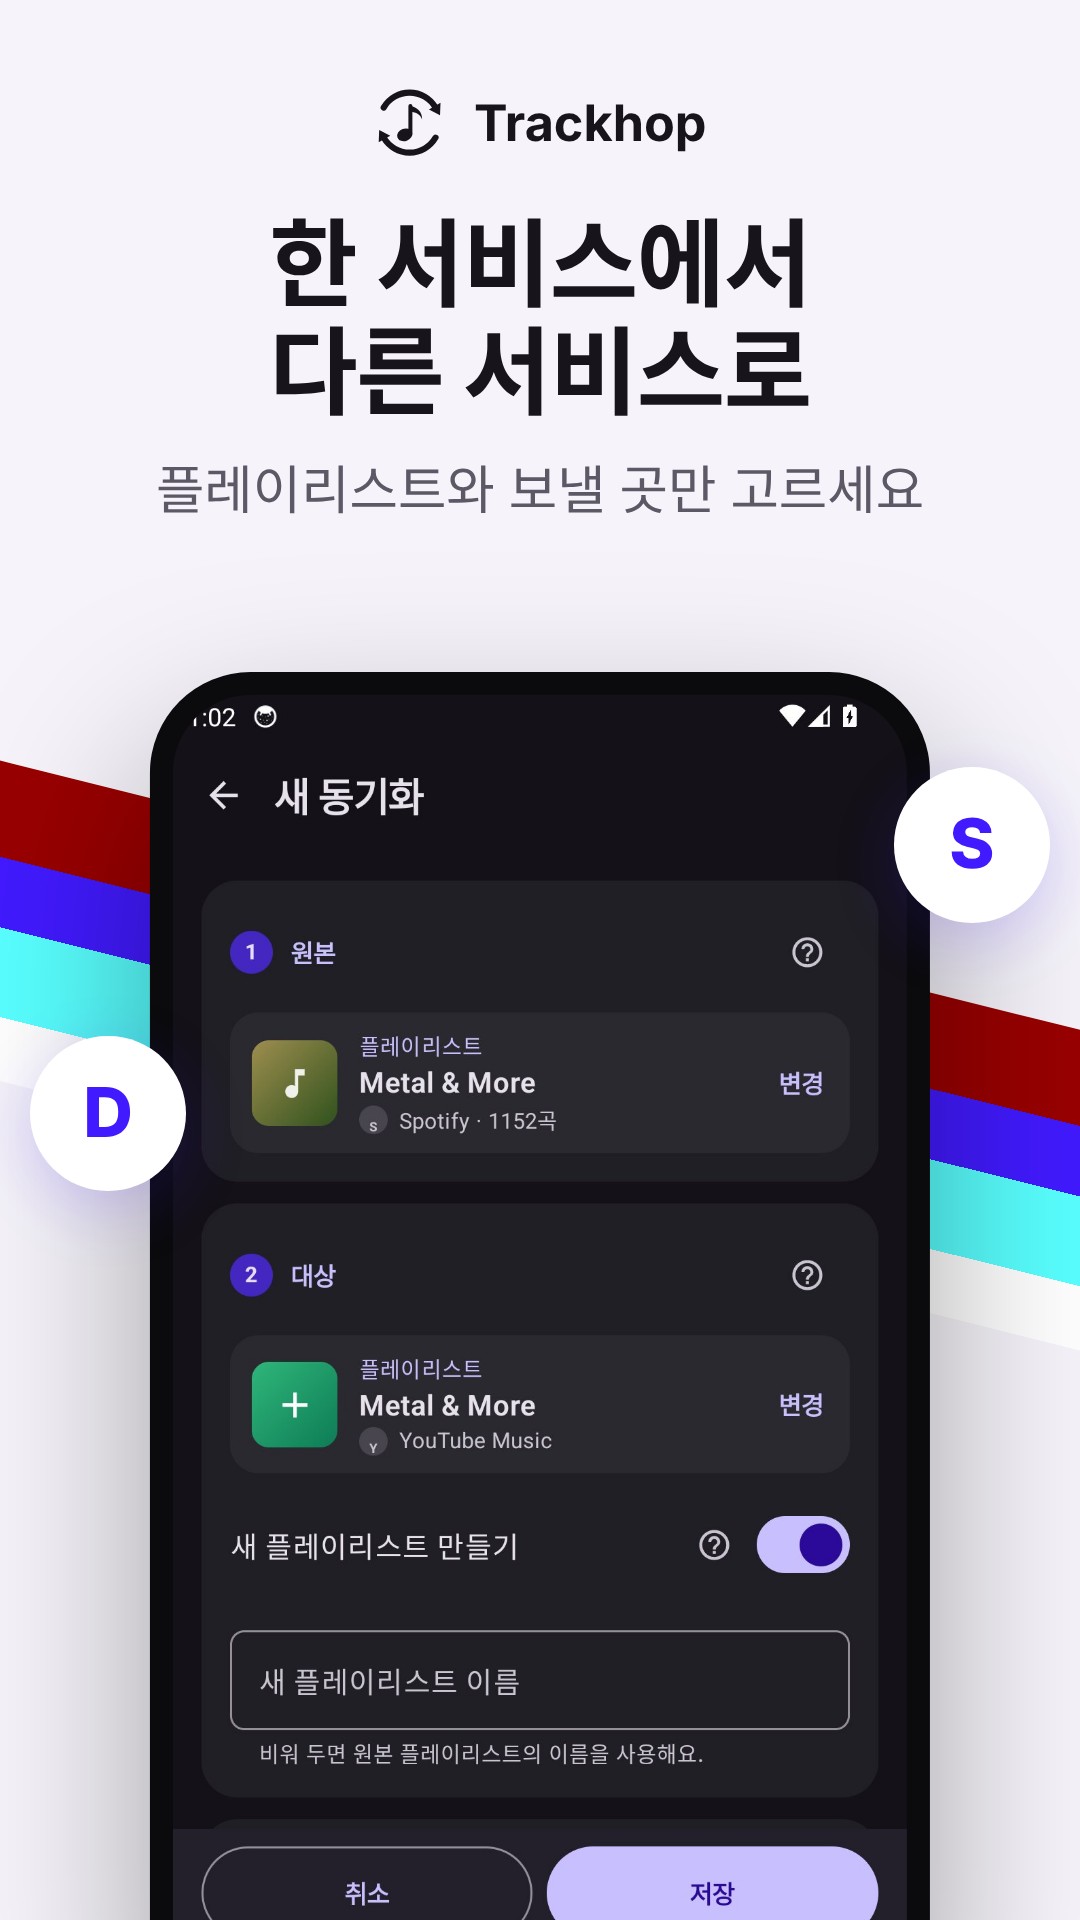 Trackhop
한 서비스에서
다른 서비스로
플레이리스트와 보낼 곳만 고르세요
:02
새 동기화
S
1 원본
플레이리스트
Metal & More
변경
S Spotify · 1152곡
D
2 대상
플레이리스트
Metal & More
변경
Y YouTube Music
새 플레이리스트 만들기
새 플레이리스트 이름
비워 두면 원본 플레이리스트의 이름을 사용해요.
취소
저장